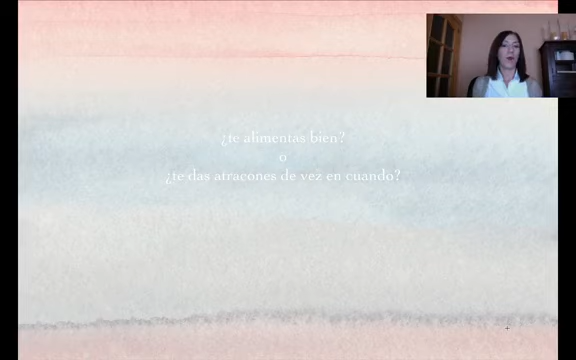 ¿te alimentas bien?
o
¿te das atracones de vez en cuando?